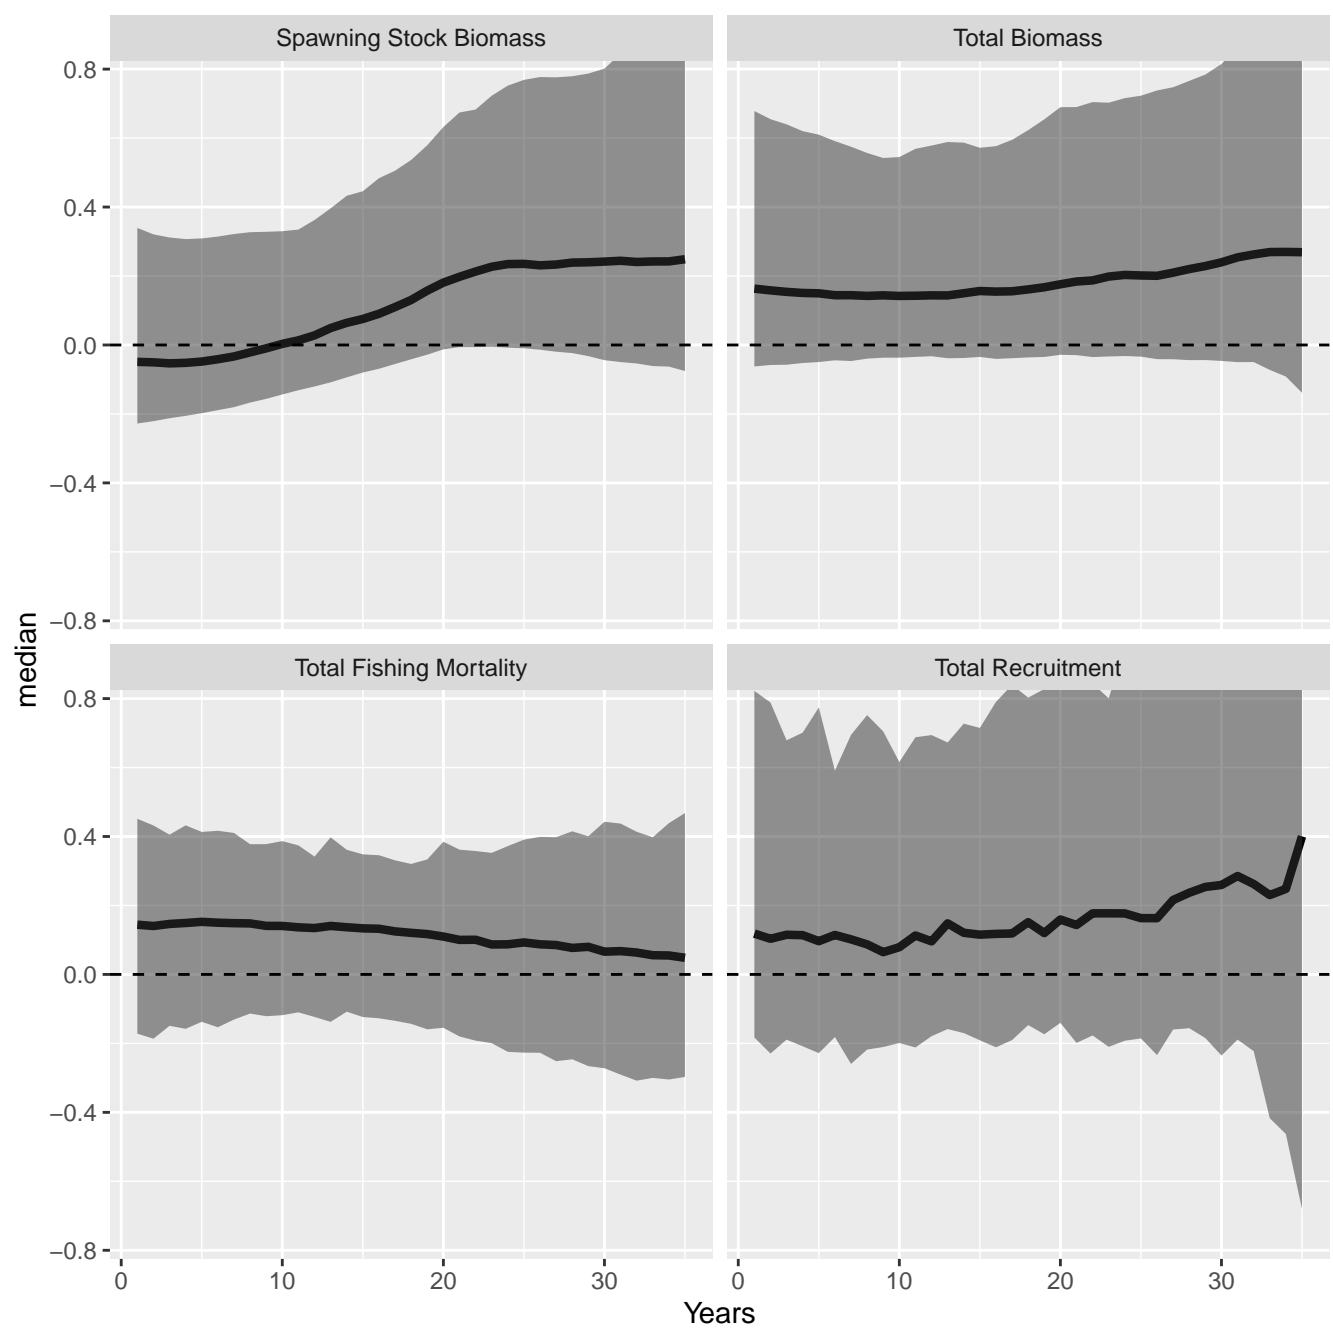 Spawning Stock Biomass
Total Biomass
0.8
0.4
0.0
−0.4
−0.8
median
Total Fishing Mortality
Total Recruitment
0.8
0.4
0.0
−0.4
−0.8
0 10 20 30
0 10 20 30
Years